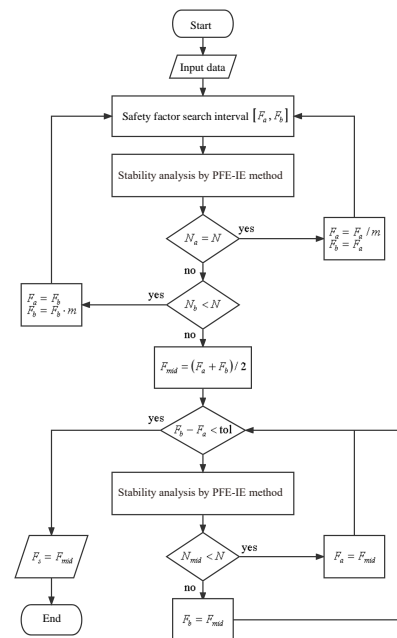 Start
Input data
Safety factor search interval [F_a, F_b]
Stability analysis by PFE-IE method
N_a = N
yes
F_a = F_a / m
F_b = F_a
no
N_b < N
yes
F_a = F_b
F_b = F_b · m
no
F_mid = (F_a + F_b) / 2
F_b − F_a < tol
yes
Stability analysis by PFE-IE method
N_mid < N
yes
F_a = F_mid
no
F_b = F_mid
F_s = F_mid
End